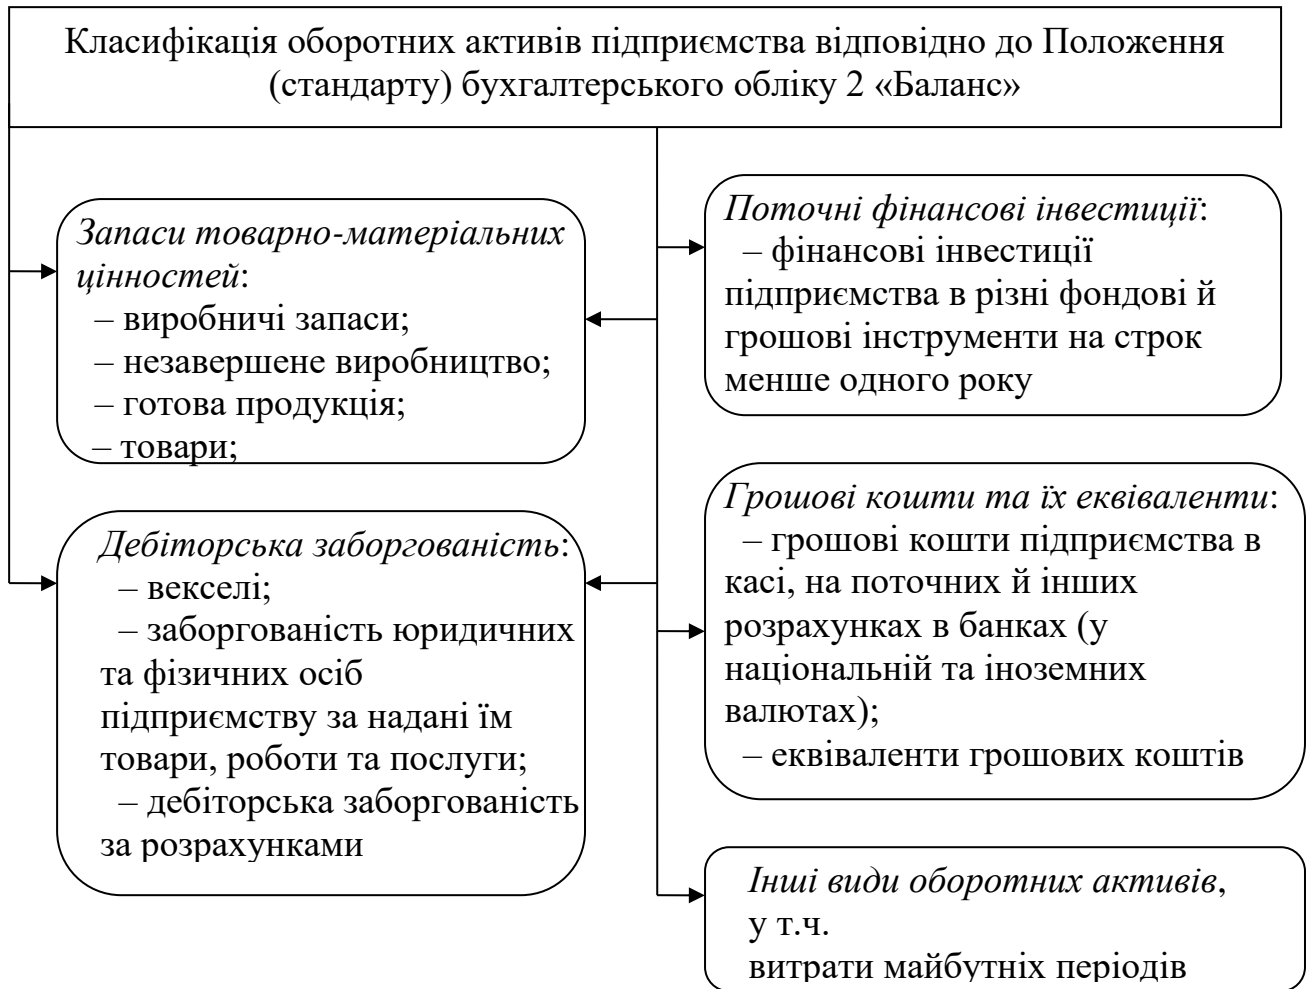 Класифікація оборотних активів підприємства відповідно до Положення
(стандарту) бухгалтерського обліку 2 «Баланс»
Запаси товарно-матеріальних
цінностей:
– виробничі запаси;
– незавершене виробництво;
– готова продукція;
– товари;
Дебіторська заборгованість:
– векселі;
– заборгованість юридичних
та фізичних осіб
підприємству за надані їм
товари, роботи та послуги;
– дебіторська заборгованість
за розрахунками
Поточні фінансові інвестиції:
– фінансові інвестиції
підприємства в різні фондові й
грошові інструменти на строк
менше одного року
Грошові кошти та їх еквіваленти:
– грошові кошти підприємства в
касі, на поточних й інших
розрахунках в банках (у
національній та іноземних
валютах);
– еквіваленти грошових коштів
Інші види оборотних активів,
у т.ч.
витрати майбутніх періодів